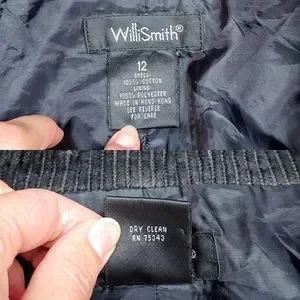 WilliSmith®
12
SHELL:
100% COTTON
LINING:
100% POLYESTER
MADE IN HONG KONG
SEE REVERSE
FOR CARE
DRY CLEAN
RN 75343